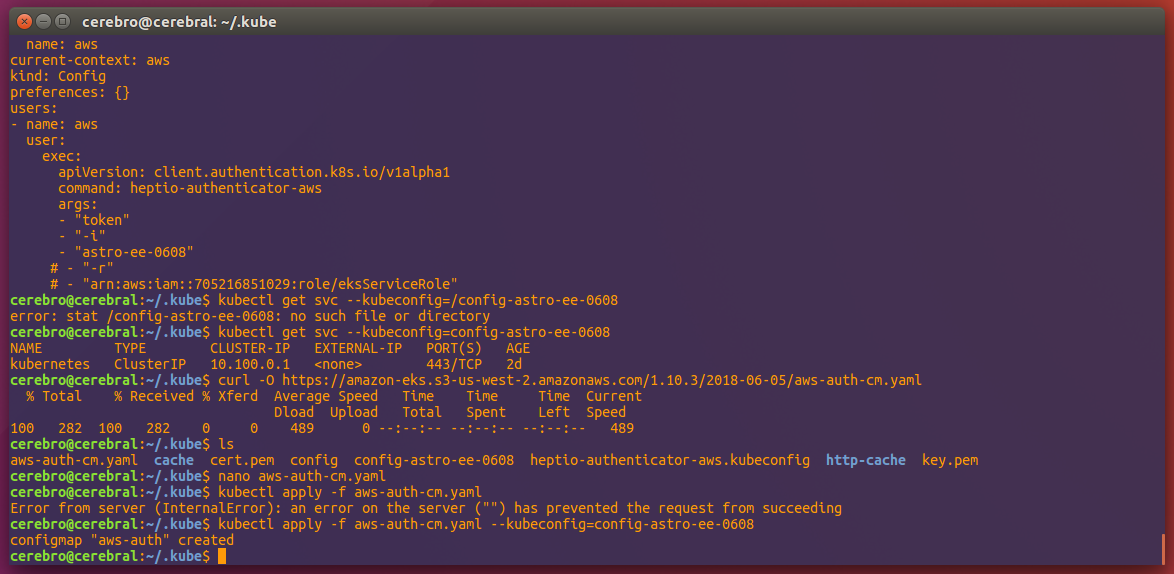 cerebro@cerebral: ~/.kube
  name: aws
current-context: aws
kind: Config
preferences: {}
users:
- name: aws
  user:
    exec:
      apiVersion: client.authentication.k8s.io/v1alpha1
      command: heptio-authenticator-aws
      args:
      - "token"
      - "-i"
      - "astro-ee-0608"
     # - "-r"
     # - "arn:aws:iam::705216851029:role/eksServiceRole"
cerebro@cerebral:~/.kube$ kubectl get svc --kubeconfig=/config-astro-ee-0608
error: stat /config-astro-ee-0608: no such file or directory
cerebro@cerebral:~/.kube$ kubectl get svc --kubeconfig=config-astro-ee-0608
NAME         TYPE        CLUSTER-IP   EXTERNAL-IP   PORT(S)   AGE
kubernetes   ClusterIP   10.100.0.1   <none>        443/TCP   2d
cerebro@cerebral:~/.kube$ curl -O https://amazon-eks.s3-us-west-2.amazonaws.com/1.10.3/2018-06-05/aws-auth-cm.yaml
  % Total    % Received % Xferd  Average Speed   Time    Time     Time  Current
                                 Dload  Upload   Total   Spent    Left  Speed
100   282  100   282    0     0    489      0 --:--:-- --:--:-- --:--:--   489
cerebro@cerebral:~/.kube$ ls
aws-auth-cm.yaml  cache  cert.pem  config  config-astro-ee-0608  heptio-authenticator-aws.kubeconfig  http-cache  key.pem
cerebro@cerebral:~/.kube$ nano aws-auth-cm.yaml
cerebro@cerebral:~/.kube$ kubectl apply -f aws-auth-cm.yaml
Error from server (InternalError): an error on the server ("") has prevented the request from succeeding
cerebro@cerebral:~/.kube$ kubectl apply -f aws-auth-cm.yaml --kubeconfig=config-astro-ee-0608
configmap "aws-auth" created
cerebro@cerebral:~/.kube$